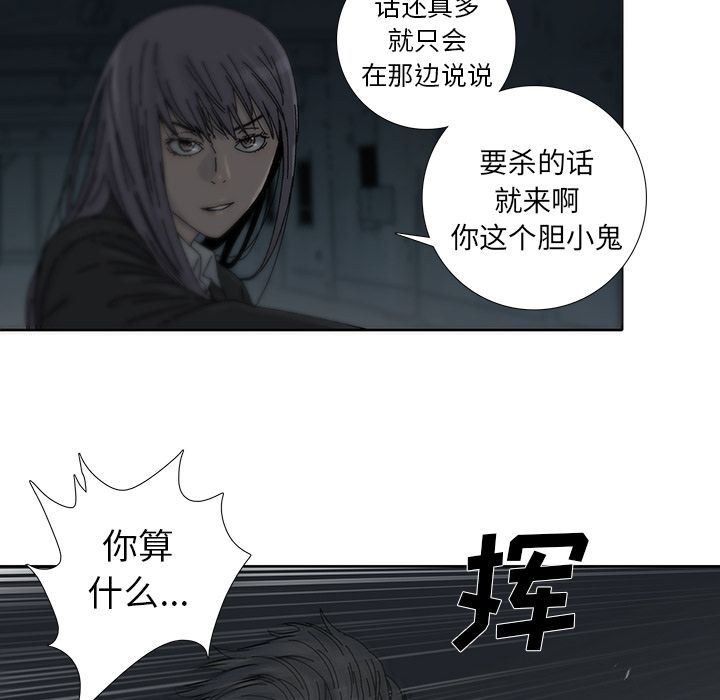 话还真多
就只会
在那边说说
要杀的话
就来啊
你这个胆小鬼
你算
什么...
挥